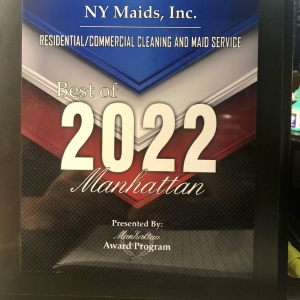 NY Maids, Inc.
RESIDENTIAL/COMMERCIAL CLEANING AND MAID SERVICE
Best of
2022
Manhattan
Presented By:
Manhattan
Award Program